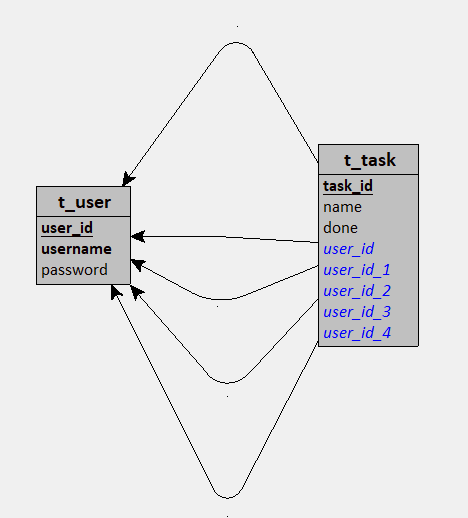 t_user
user_id
username
password
t_task
task_id
name
done
user_id
user_id_1
user_id_2
user_id_3
user_id_4